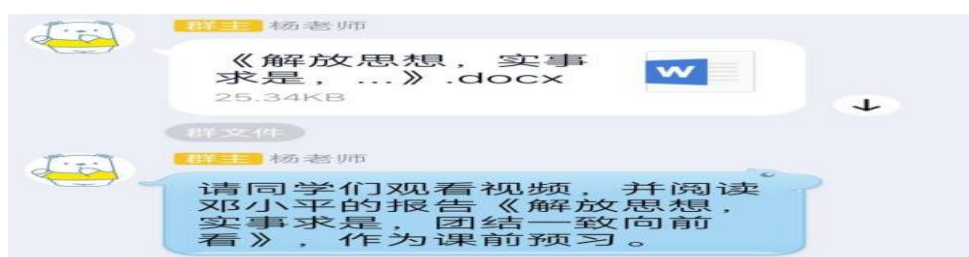 群主 杨老师
《解放思想，实事
求是，...》.docx
25.34KB
群文件
群主 杨老师
请同学们观看视频，并阅读
邓小平的报告《解放思想，
实事求是，团结一致向前
看》，作为课前预习。